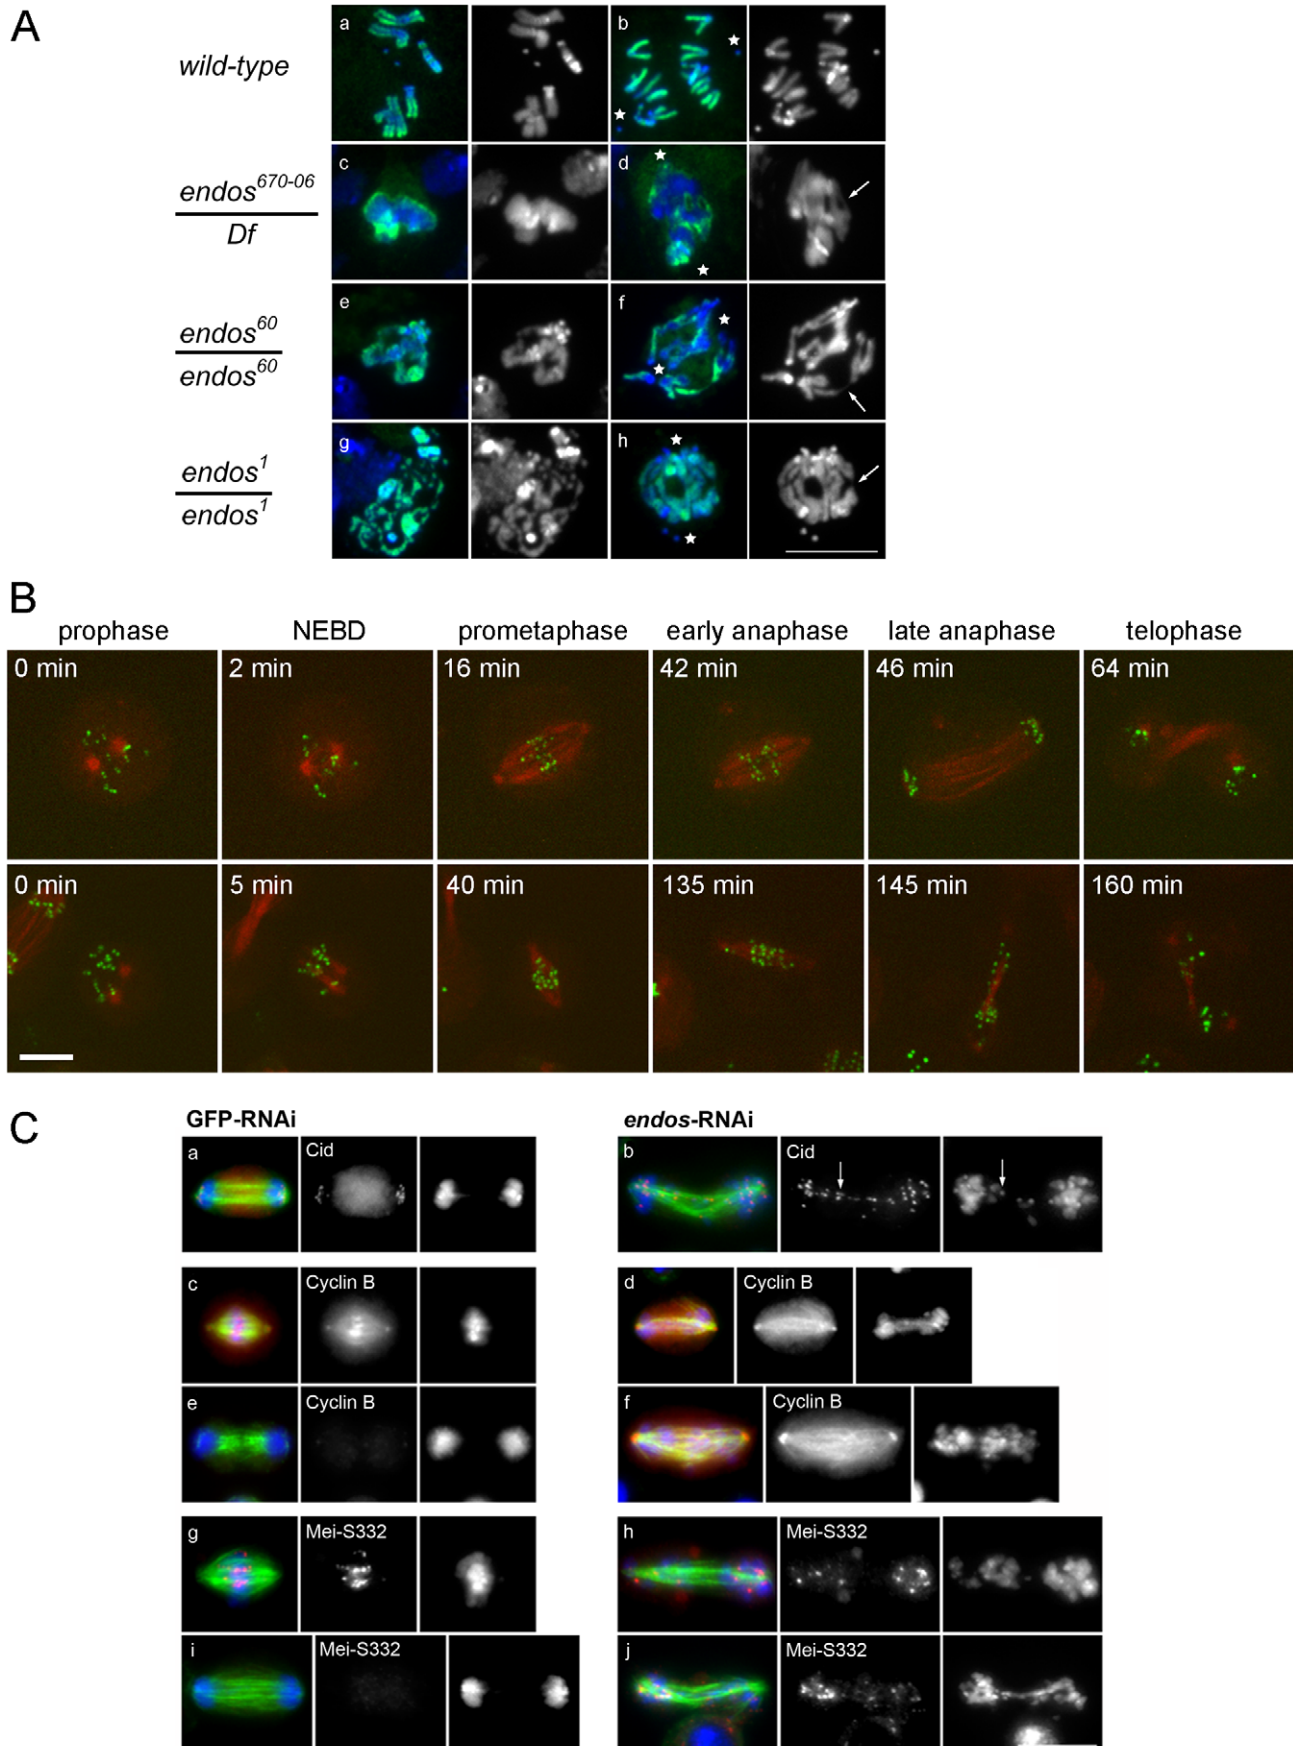 A
wild-type
a
b
endos670-06
Df
c
d
endos60
endos60
e
f
endos1
endos1
g
h
B
prophase NEBD prometaphase early anaphase late anaphase telophase
0 min 2 min 16 min 42 min 46 min 64 min
0 min 5 min 40 min 135 min 145 min 160 min
C
GFP-RNAi endos-RNAi
a Cid b Cid
c Cyclin B d Cyclin B
e Cyclin B f Cyclin B
g Mei-S332 h Mei-S332
i Mei-S332 j Mei-S332